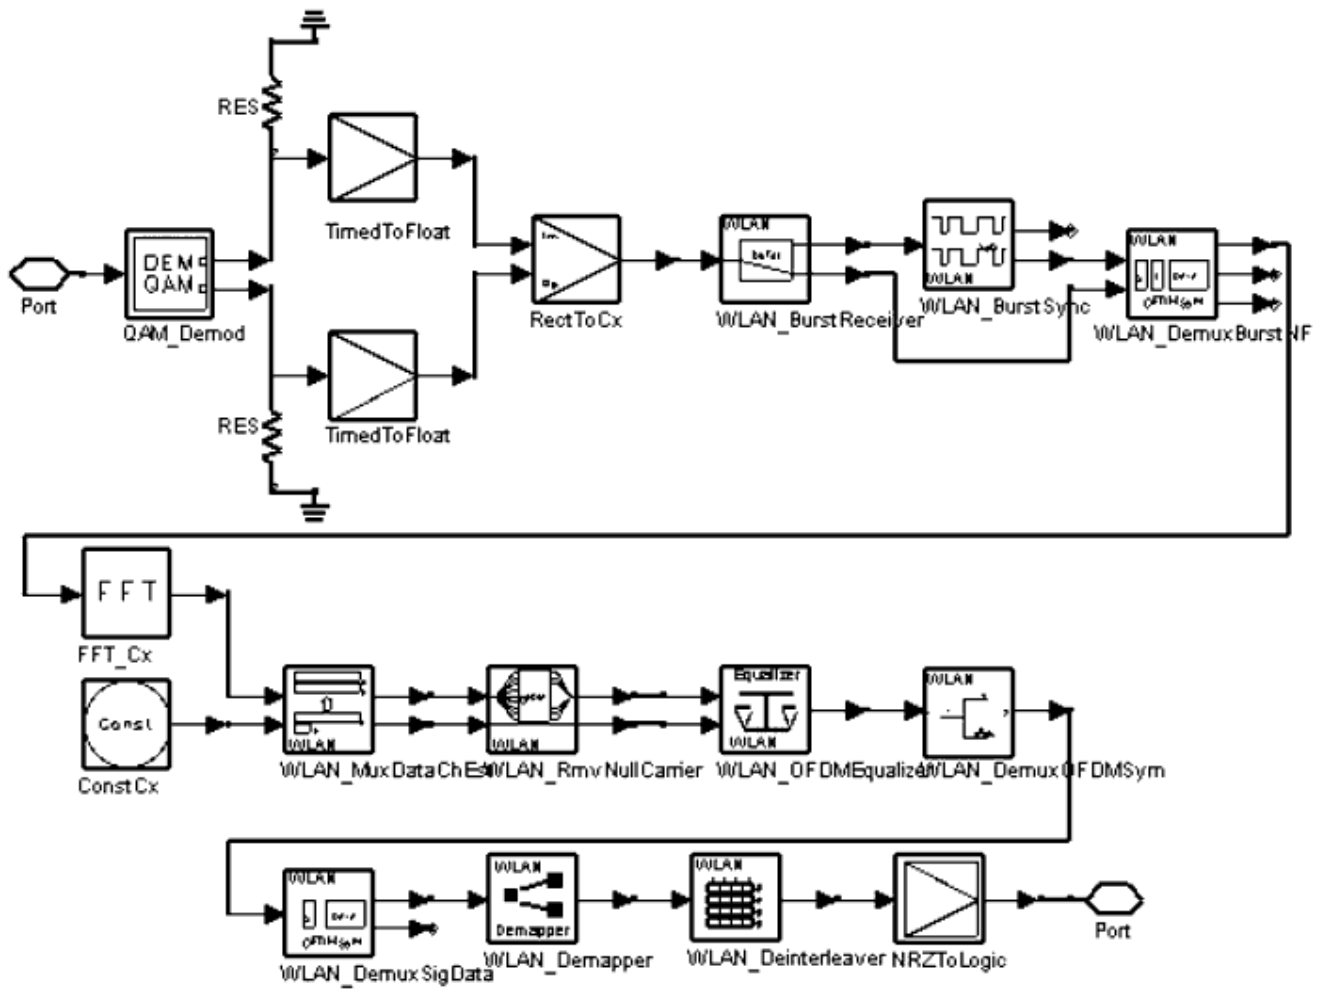 RES
TimedToFloat
WLAN
WLAN
WLAN
WLAN
DEM
QAM
Port
QAM_Demod
RectToCx
WLAN_BurstReceiver
WLAN_BurstSync
WLAN_DemuxBurstNF
RES
TimedToFloat
FFT
FFT_Cx
Const
ConstCx
WLAN
WLAN_MuxDataChEst
WLAN
WLAN_RmvNullCarrier
Equalizer
WLAN
WLAN_OFDMEqualizer
WLAN
WLAN_DemuxOFDMSym
WLAN
WLAN_DemuxSigData
WLAN
Demapper
WLAN_Demapper
WLAN
WLAN_Deinterleaver
NRZToLogic
Port